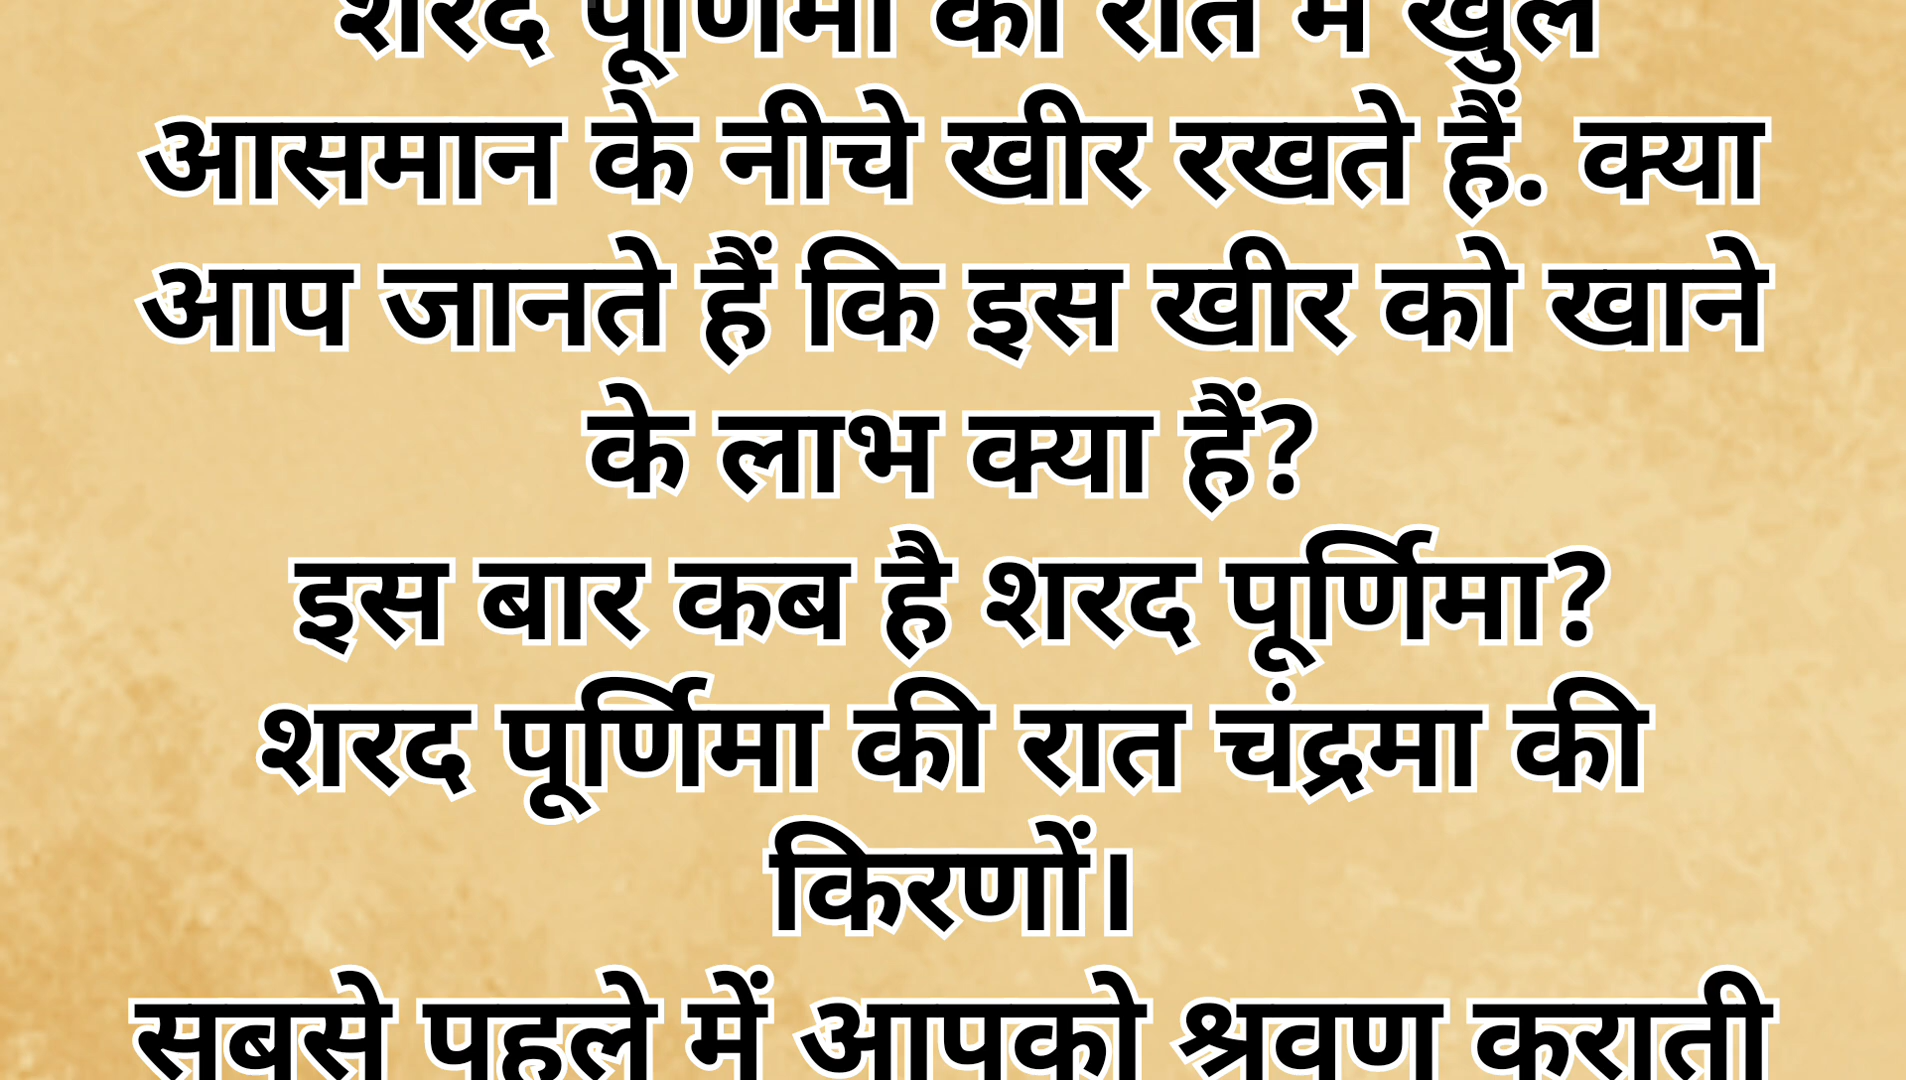 शरद पूर्णिमा की रात में खुले
आसमान के नीचे खीर रखते हैं. क्या
आप जानते हैं कि इस खीर को खाने
के लाभ क्या हैं?
इस बार कब है शरद पूर्णिमा?
शरद पूर्णिमा की रात चंद्रमा की
किरणों।
सबसे पहले में आपको श्रवण कराती